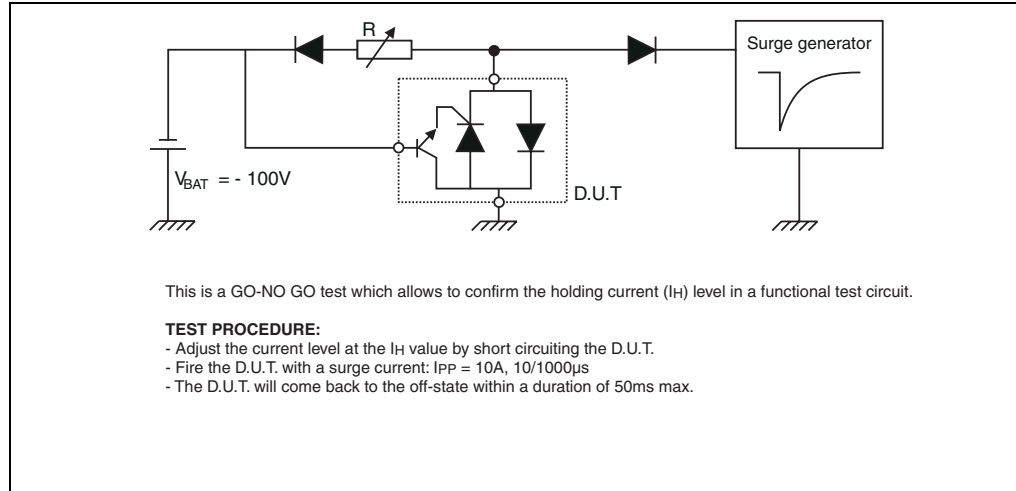 R
Surge generator
VBAT = - 100V
D.U.T
This is a GO-NO GO test which allows to confirm the holding current (IH) level in a functional test circuit.
TEST PROCEDURE:
- Adjust the current level at the IH value by short circuiting the D.U.T.
- Fire the D.U.T. with a surge current: IPP = 10A, 10/1000μs
- The D.U.T. will come back to the off-state within a duration of 50ms max.